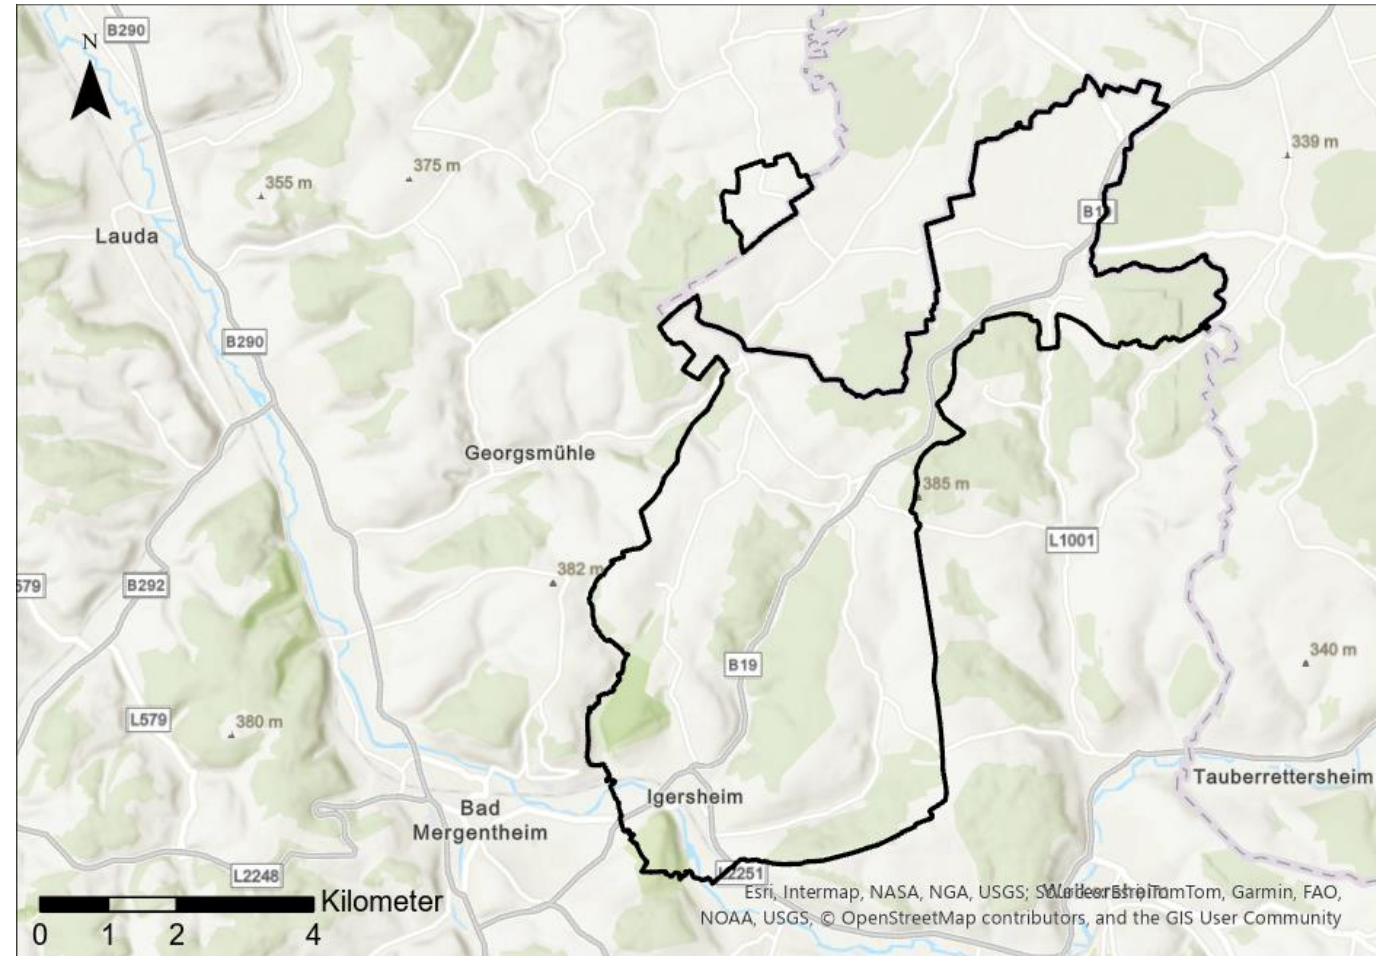 B290
N
339 m
375 m
355 m
B19
Lauda
B290
Georgsmühle
385 m
L1001
382 m
579
B292
340 m
B19
L579
380 m
Tauberrettersheim
Igersheim
Bad
Mergentheim
L2248
L2251
Kilometer
0 1 2 4
Esri, Intermap, NASA, NGA, USGS; TomTom, Garmin, FAO,
NOAA, USGS, © OpenStreetMap contributors, and the GIS User Community